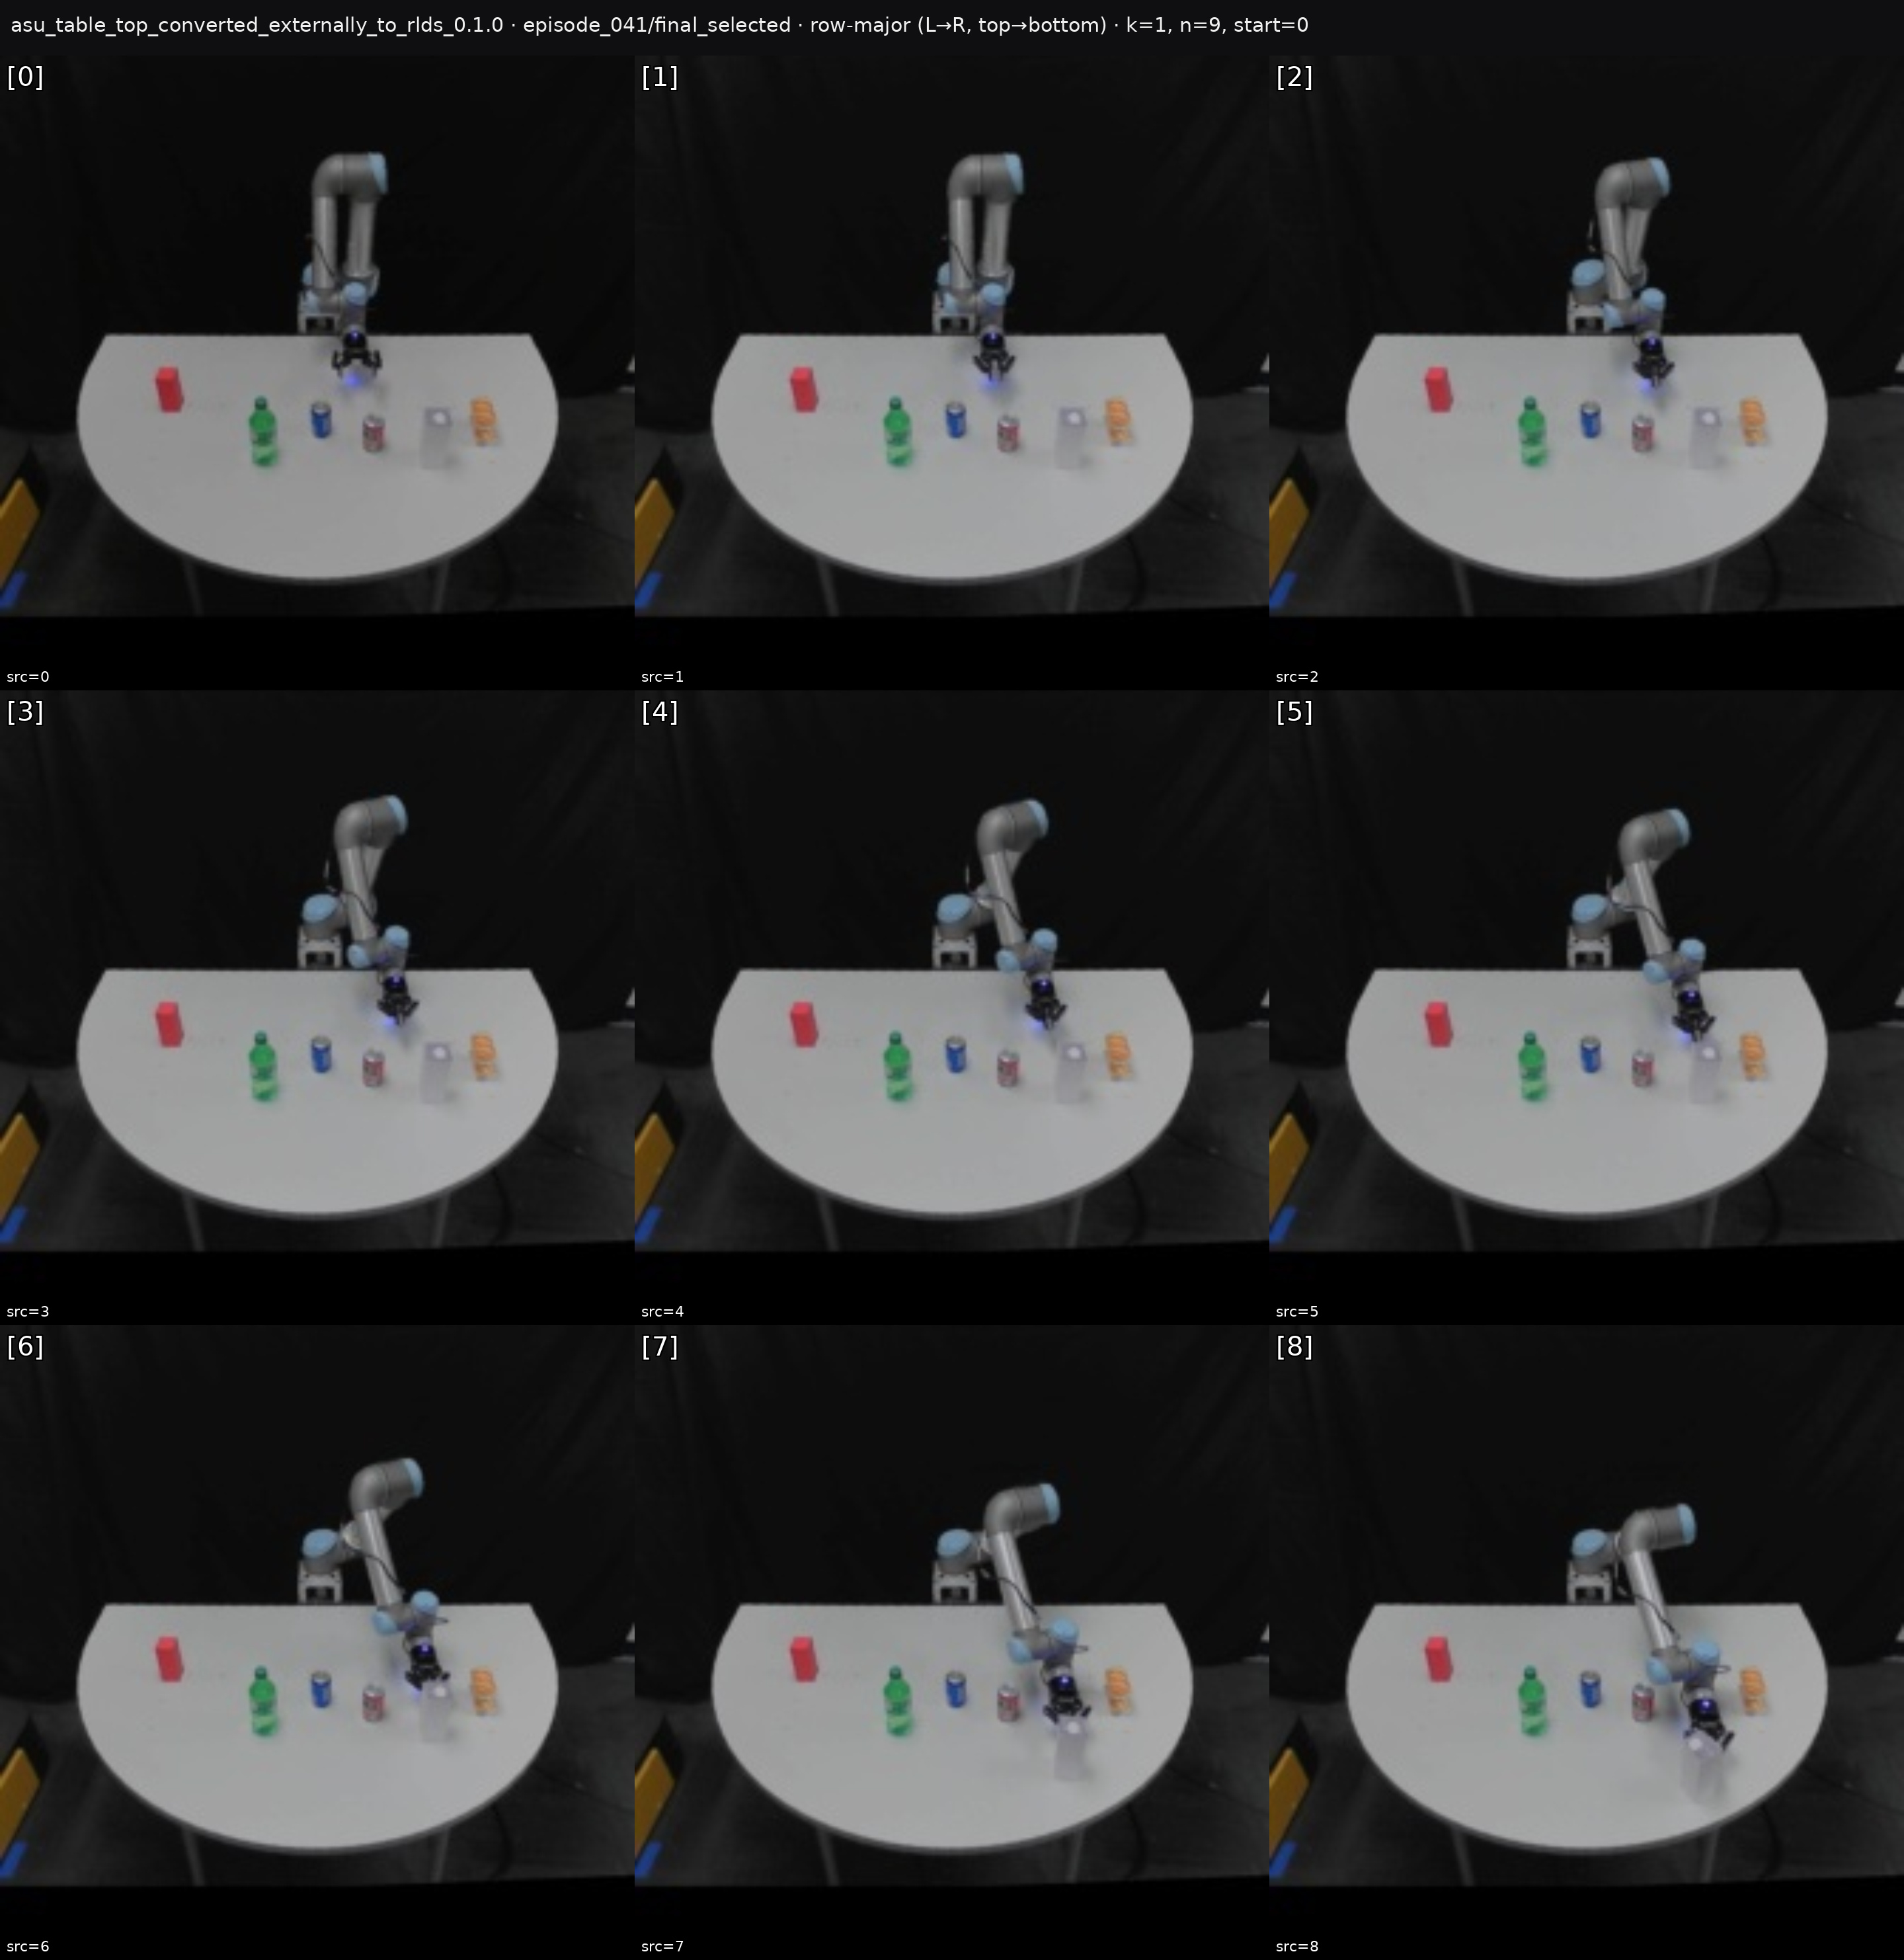 asu_table_top_converted_externally_to_rlds_0.1.0 · episode_041/final_selected · row-major (L→R, top→bottom) · k=1, n=9, start=0
[0]
[1]
[2]
src=0
src=1
src=2
[3]
[4]
[5]
src=3
src=4
src=5
[6]
[7]
[8]
src=6
src=7
src=8